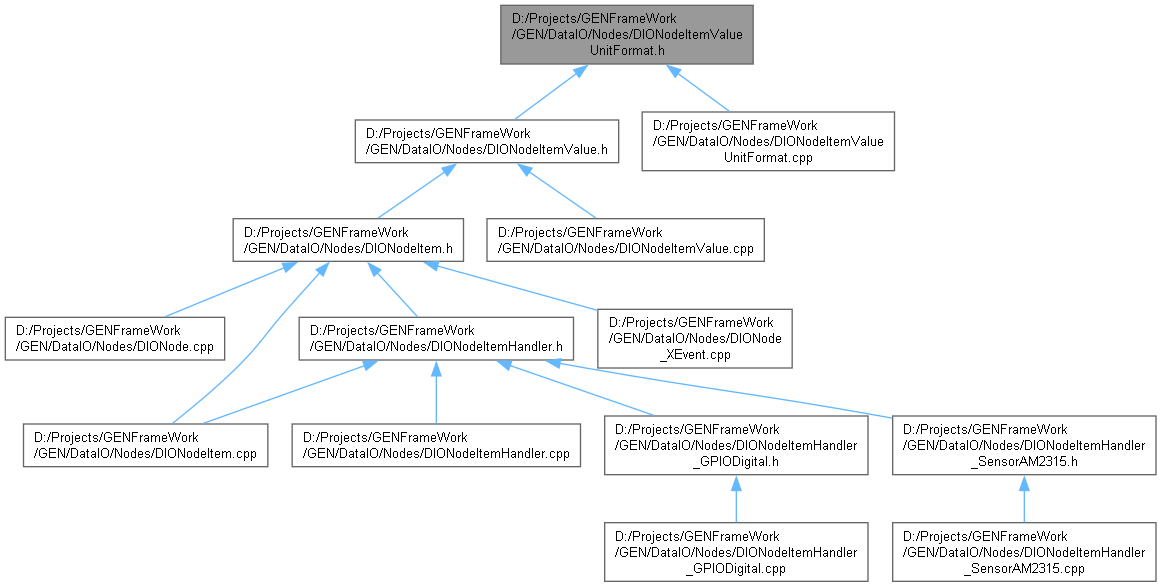 D:/Projects/GENFrameWork
/GEN/DataIO/Nodes/DIONodeItemValue
UnitFormat.h
D:/Projects/GENFrameWork
/GEN/DataIO/Nodes/DIONodeItemValue.h
D:/Projects/GENFrameWork
/GEN/DataIO/Nodes/DIONodeItemValue
UnitFormat.cpp
D:/Projects/GENFrameWork
/GEN/DataIO/Nodes/DIONodeItem.h
D:/Projects/GENFrameWork
/GEN/DataIO/Nodes/DIONodeItemValue.cpp
D:/Projects/GENFrameWork
/GEN/DataIO/Nodes/DIONode.cpp
D:/Projects/GENFrameWork
/GEN/DataIO/Nodes/DIONodeItemHandler.h
D:/Projects/GENFrameWork
/GEN/DataIO/Nodes/DIONode
_XEvent.cpp
D:/Projects/GENFrameWork
/GEN/DataIO/Nodes/DIONodeItem.cpp
D:/Projects/GENFrameWork
/GEN/DataIO/Nodes/DIONodeItemHandler.cpp
D:/Projects/GENFrameWork
/GEN/DataIO/Nodes/DIONodeItemHandler
_GPIODigital.h
D:/Projects/GENFrameWork
/GEN/DataIO/Nodes/DIONodeItemHandler
_SensorAM2315.h
D:/Projects/GENFrameWork
/GEN/DataIO/Nodes/DIONodeItemHandler
_GPIODigital.cpp
D:/Projects/GENFrameWork
/GEN/DataIO/Nodes/DIONodeItemHandler
_SensorAM2315.cpp